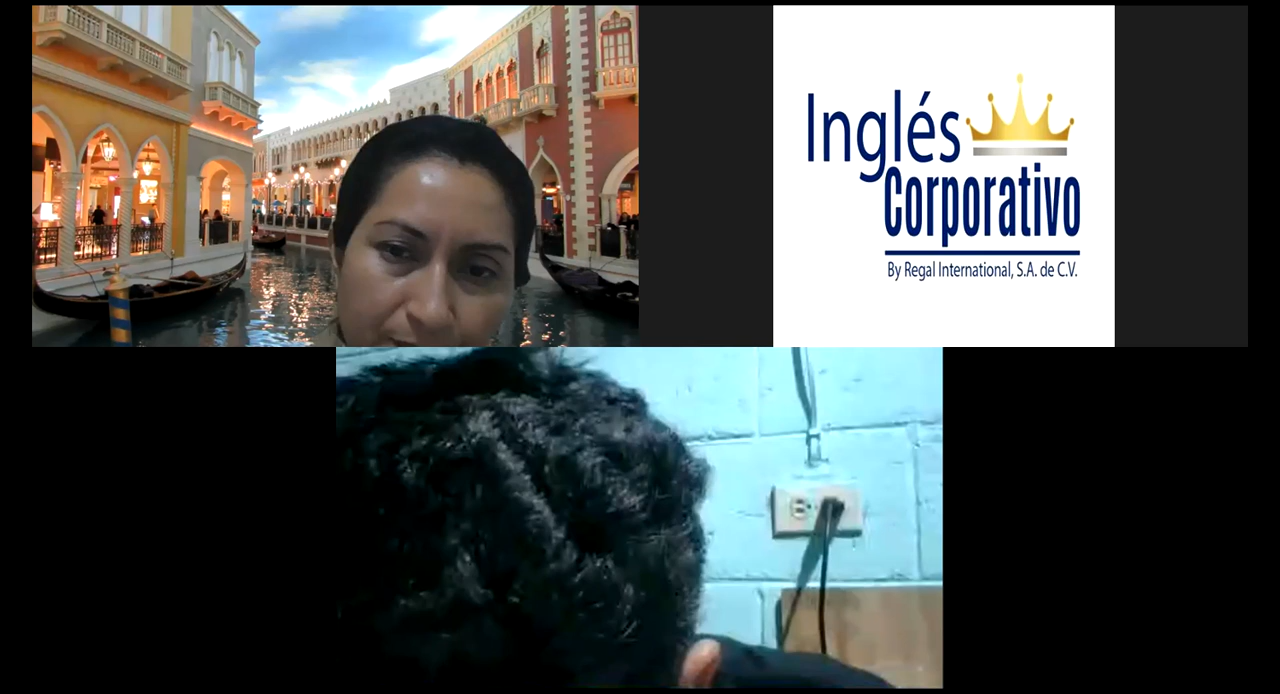 Inglés
Corporativo
By Regal International, S.A. de C.V.